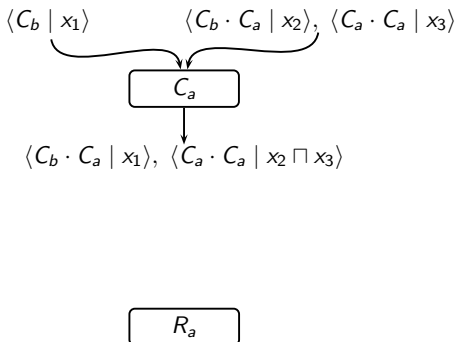 ⟨C_b | x_1⟩ ⟨C_b · C_a | x_2⟩, ⟨C_a · C_a | x_3⟩
C_a
⟨C_b · C_a | x_1⟩, ⟨C_a · C_a | x_2 ⊓ x_3⟩
R_a